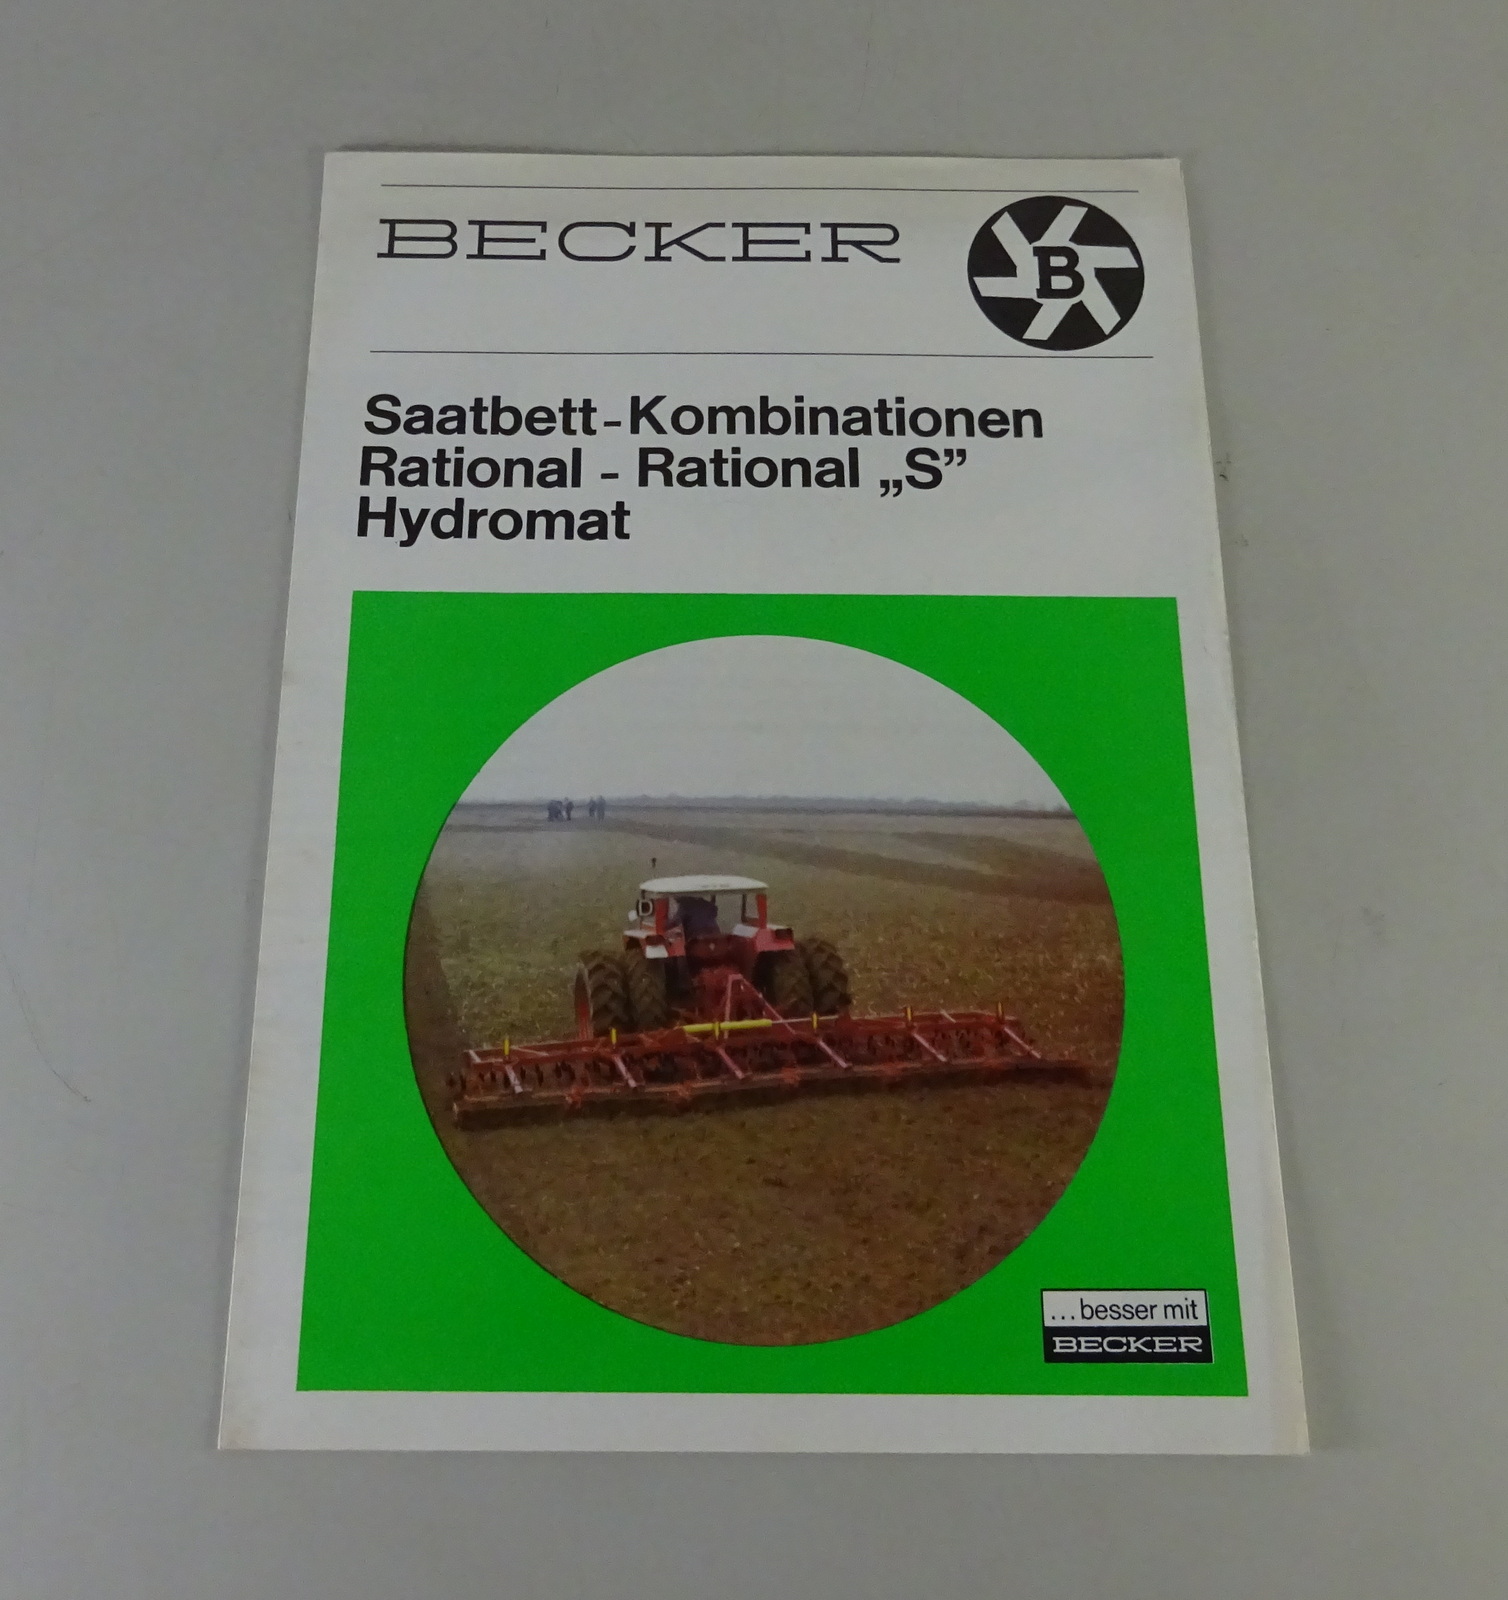 BECKER
B
Saatbett-Kombinationen
Rational - Rational „S”
Hydromat
D
...besser mit
BECKER